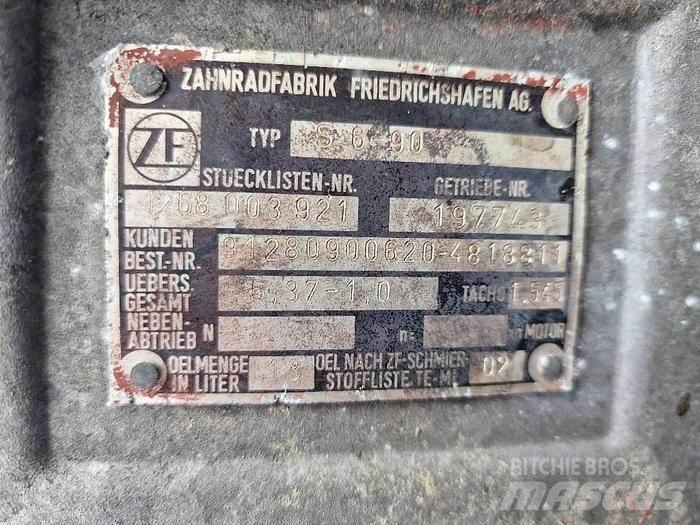 ZAHNRADFABRIK FRIEDRICHSHAFEN AG.
ZF
TYP S 6-90
STUECKLISTEN-NR. GETRIEBE-NR.
1268 003 921 197743
KUNDEN
BEST.-NR. 91280900620-4818811
UEBERS.
GESAMT 6,37-1,0 TACHO 1,545
NEBEN-
ABTRIEB N n= MOTOR
OELMENGE
IN LITER OEL NACH ZF-SCHMIER-
STOFFLISTE TE-ML 02
RITCHIE BROS
MASCUS